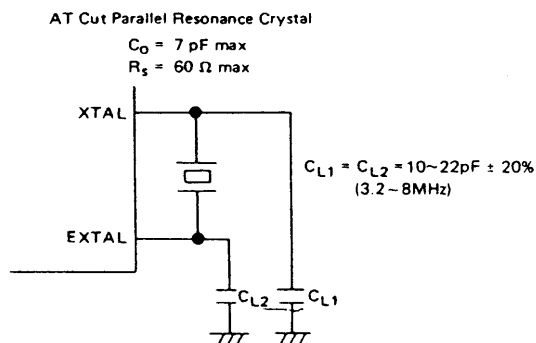 AT Cut Parallel Resonance Crystal
C₀ = 7 pF max
Rₛ = 60 Ω max
XTAL
C_L1 = C_L2 = 10~22pF ± 20%
(3.2~8MHz)
EXTAL
C_L2
C_L1